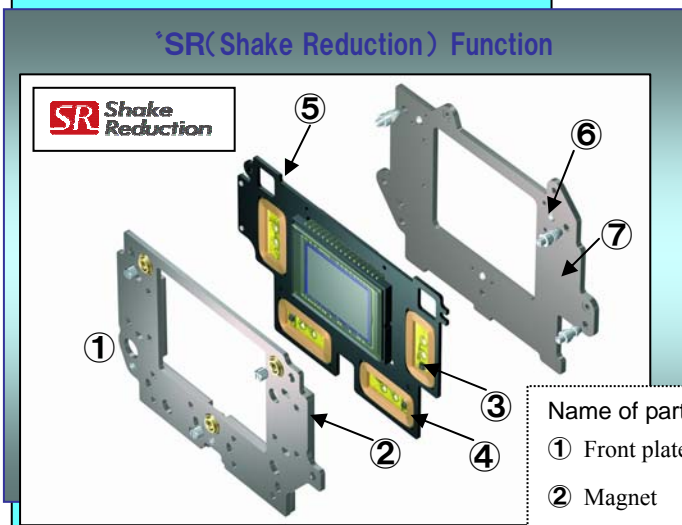 *SR(Shake Reduction) Function
SR Shake
Reduction
⑤
⑥
⑦
①
③
②
④
Name of part
① Front plate
② Magnet